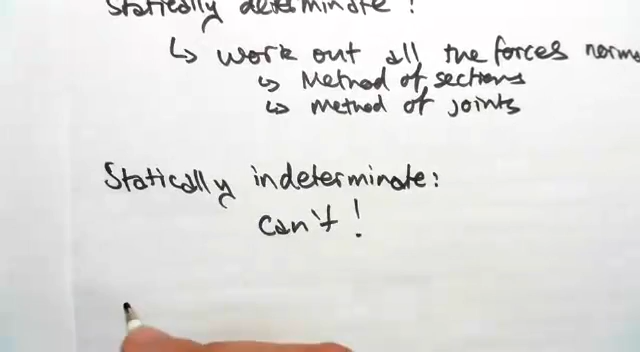 Statically determinate:
↳ Work out all the forces
↳ Method of sections
↳ Method of joints
Statically indeterminate:
can't!